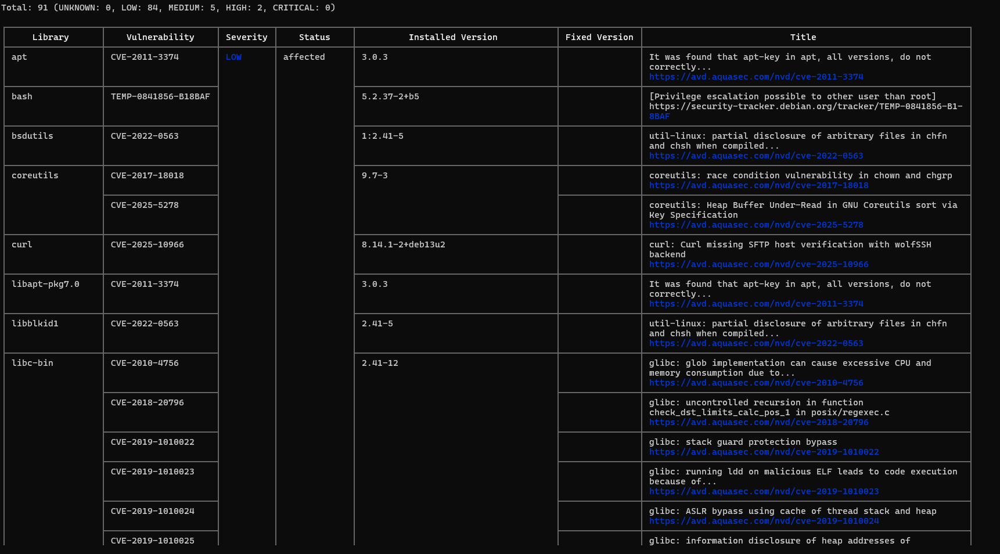 Total: 91 (UNKNOWN: 0, LOW: 84, MEDIUM: 5, HIGH: 2, CRITICAL: 0)
Library Vulnerability Severity Status Installed Version Fixed Version Title
apt CVE-2011-3374 LOW affected 3.0.3 It was found that apt-key in apt, all versions, do not
correctly...
https://avd.aquasec.com/nvd/cve-2011-3374
bash TEMP-0841856-B18BAF 5.2.37-2+b5 [Privilege escalation possible to other user than root]
https://security-tracker.debian.org/tracker/TEMP-0841856-B1-
8BAF
bsdutils CVE-2022-0563 1:2.41-5 util-linux: partial disclosure of arbitrary files in chfn
and chsh when compiled...
https://avd.aquasec.com/nvd/cve-2022-0563
coreutils CVE-2017-18018 9.7-3 coreutils: race condition vulnerability in chown and chgrp
https://avd.aquasec.com/nvd/cve-2017-18018
CVE-2025-5278 coreutils: Heap Buffer Under-Read in GNU Coreutils sort via
Key Specification
https://avd.aquasec.com/nvd/cve-2025-5278
curl CVE-2025-10966 8.14.1-2+deb13u2 curl: Curl missing SFTP host verification with wolfSSH
backend
https://avd.aquasec.com/nvd/cve-2025-10966
libapt-pkg7.0 CVE-2011-3374 3.0.3 It was found that apt-key in apt, all versions, do not
correctly...
https://avd.aquasec.com/nvd/cve-2011-3374
libblkid1 CVE-2022-0563 2.41-5 util-linux: partial disclosure of arbitrary files in chfn
and chsh when compiled...
https://avd.aquasec.com/nvd/cve-2022-0563
libc-bin CVE-2010-4756 2.41-12 glibc: glob implementation can cause excessive CPU and
memory consumption due to...
https://avd.aquasec.com/nvd/cve-2010-4756
CVE-2018-20796 glibc: uncontrolled recursion in function
check_dst_limits_calc_pos_1 in posix/regexec.c
https://avd.aquasec.com/nvd/cve-2018-20796
CVE-2019-1010022 glibc: stack guard protection bypass
https://avd.aquasec.com/nvd/cve-2019-1010022
CVE-2019-1010023 glibc: running ldd on malicious ELF leads to code execution
because of...
https://avd.aquasec.com/nvd/cve-2019-1010023
CVE-2019-1010024 glibc: ASLR bypass using cache of thread stack and heap
https://avd.aquasec.com/nvd/cve-2019-1010024
CVE-2019-1010025 glibc: information disclosure of heap addresses of